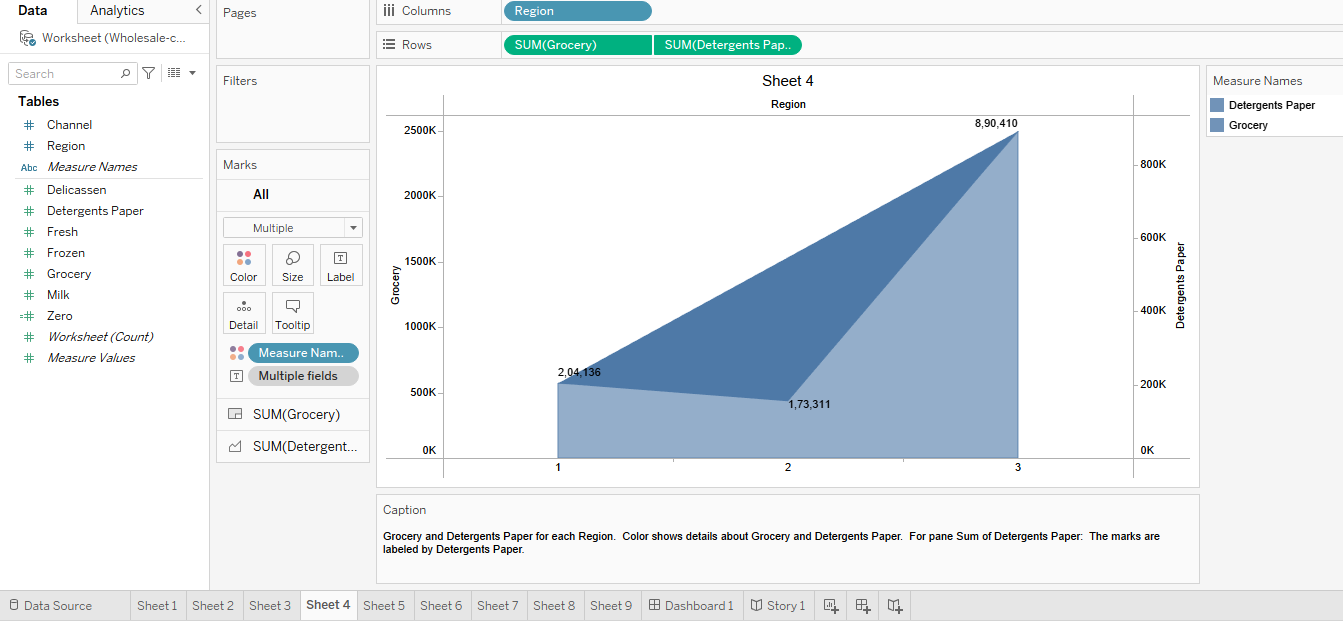 Data
Analytics
Worksheet (Wholesale-c...
Search
Tables
Channel
Region
Abc Measure Names
Delicassen
Detergents Paper
Fresh
Frozen
Grocery
Milk
Zero
Worksheet (Count)
Measure Values
Pages
Filters
Marks
All
Multiple
Color Size Label
Detail Tooltip
Measure Nam..
Multiple fields
SUM(Grocery)
SUM(Detergent...
Columns Region
Rows SUM(Grocery) SUM(Detergents Pap..
Sheet 4
Region
Grocery
2500K
2000K
1500K
1000K
500K
0K
8,90,410
2,04,136
1,73,311
1 2 3
800K
600K
400K
200K
0K
Detergents Paper
Caption
Grocery and Detergents Paper for each Region. Color shows details about Grocery and Detergents Paper. For pane Sum of Detergents Paper: The marks are
labeled by Detergents Paper.
Measure Names
Detergents Paper
Grocery
Data Source Sheet 1 Sheet 2 Sheet 3 Sheet 4 Sheet 5 Sheet 6 Sheet 7 Sheet 8 Sheet 9 Dashboard 1 Story 1